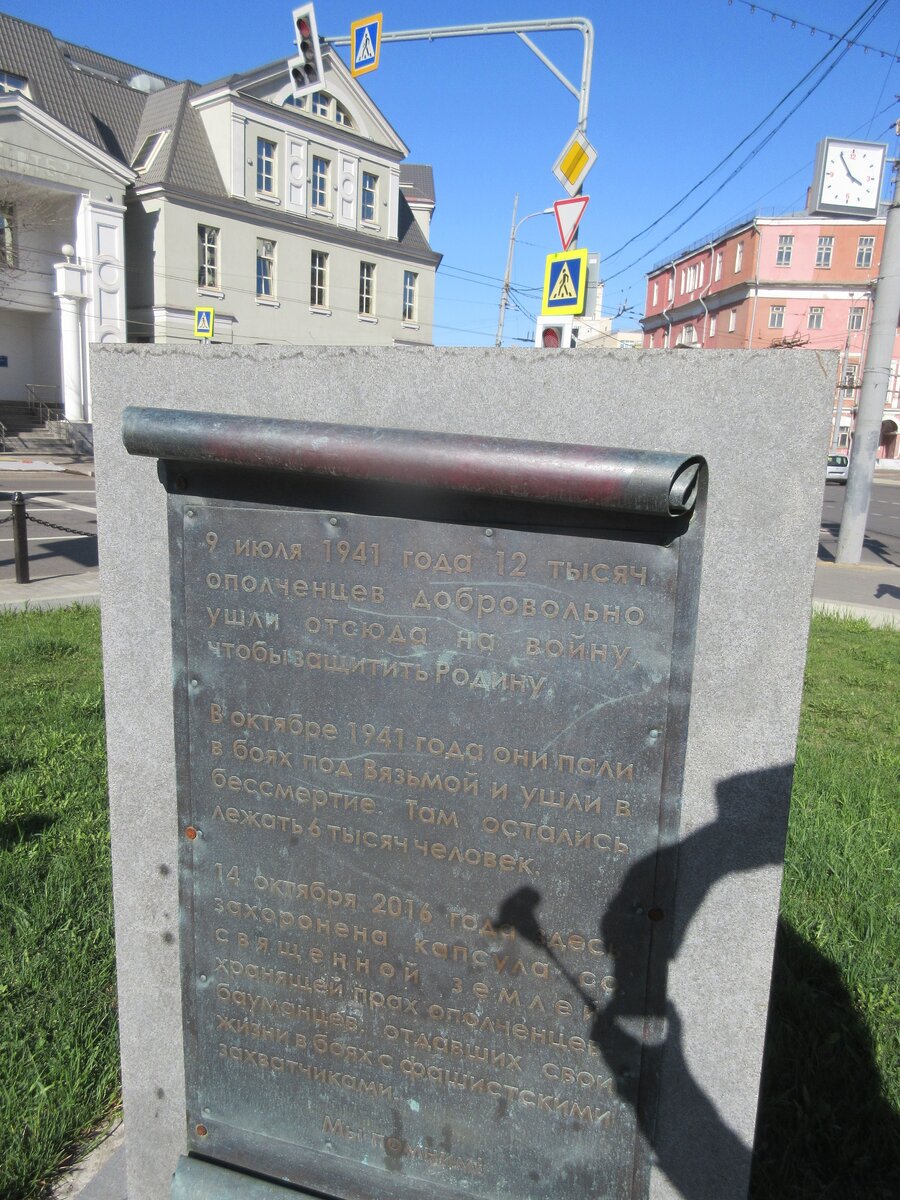 9 июля 1941 года 12 тысяч
ополченцев добровольно
ушли отсюда на войну,
чтобы защитить Родину.
В октябре 1941 года они пали
в боях под Вязьмой и ушли в
бессмертие. Там остались
лежать 6 тысяч человек.
14 октября 2016 года здесь
захоронена капсула со
священной землей,
хранящей прах ополченцев-
бауманцев, отдавших свои
жизни в боях с фашистскими
захватчиками.
Мы помним!